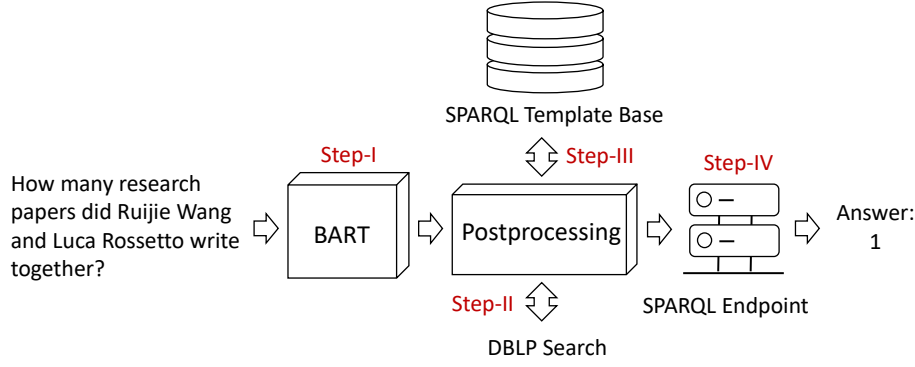 SPARQL Template Base
Step-I
Step-III
Step-IV
How many research
papers did Ruijie Wang
and Luca Rossetto write
together?
BART
Postprocessing
Answer:
1
Step-II
SPARQL Endpoint
DBLP Search